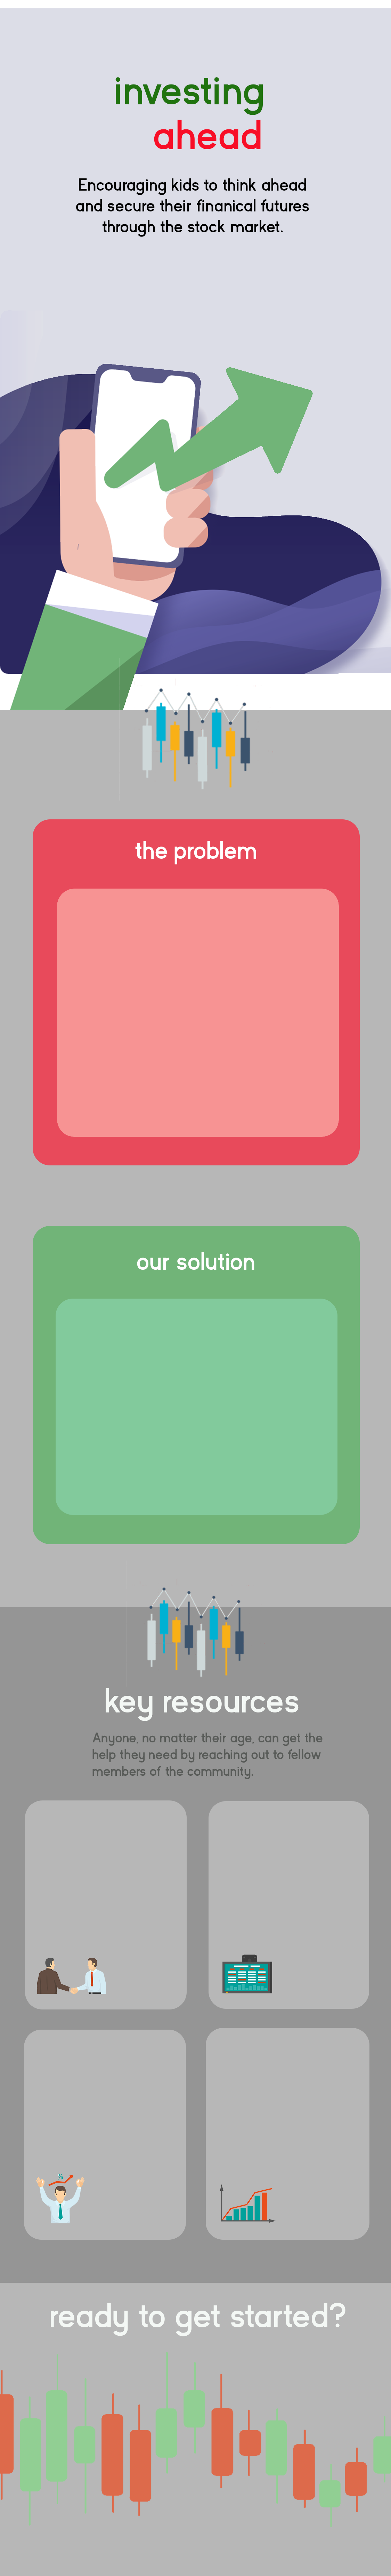 investing
ahead
Encouraging kids to think ahead
and secure their finanical futures
through the stock market.
the problem
our solution
key resources
Anyone, no matter their age, can get the
help they need by reaching out to fellow
members of the community.
ready to get started?